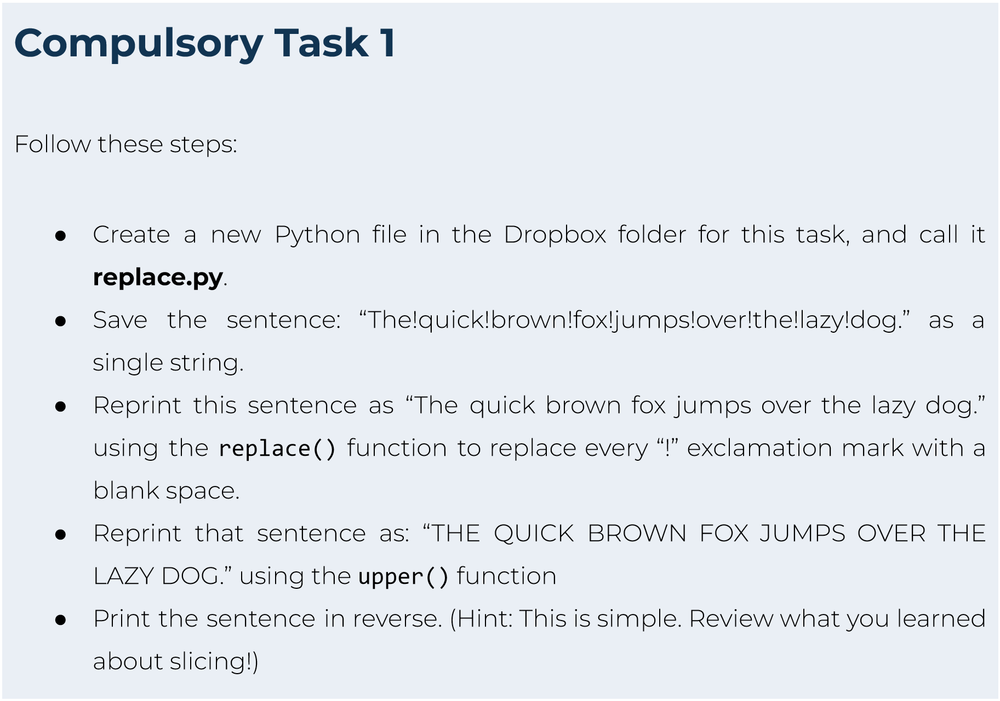 Compulsory Task 1
Follow these steps:
● Create a new Python file in the Dropbox folder for this task, and call it
replace.py.
● Save the sentence: “The!quick!brown!fox!jumps!over!the!lazy!dog.” as a
single string.
● Reprint this sentence as “The quick brown fox jumps over the lazy dog.”
using the replace() function to replace every “!” exclamation mark with a
blank space.
● Reprint that sentence as: “THE QUICK BROWN FOX JUMPS OVER THE
LAZY DOG.” using the upper() function
● Print the sentence in reverse. (Hint: This is simple. Review what you learned
about slicing!)